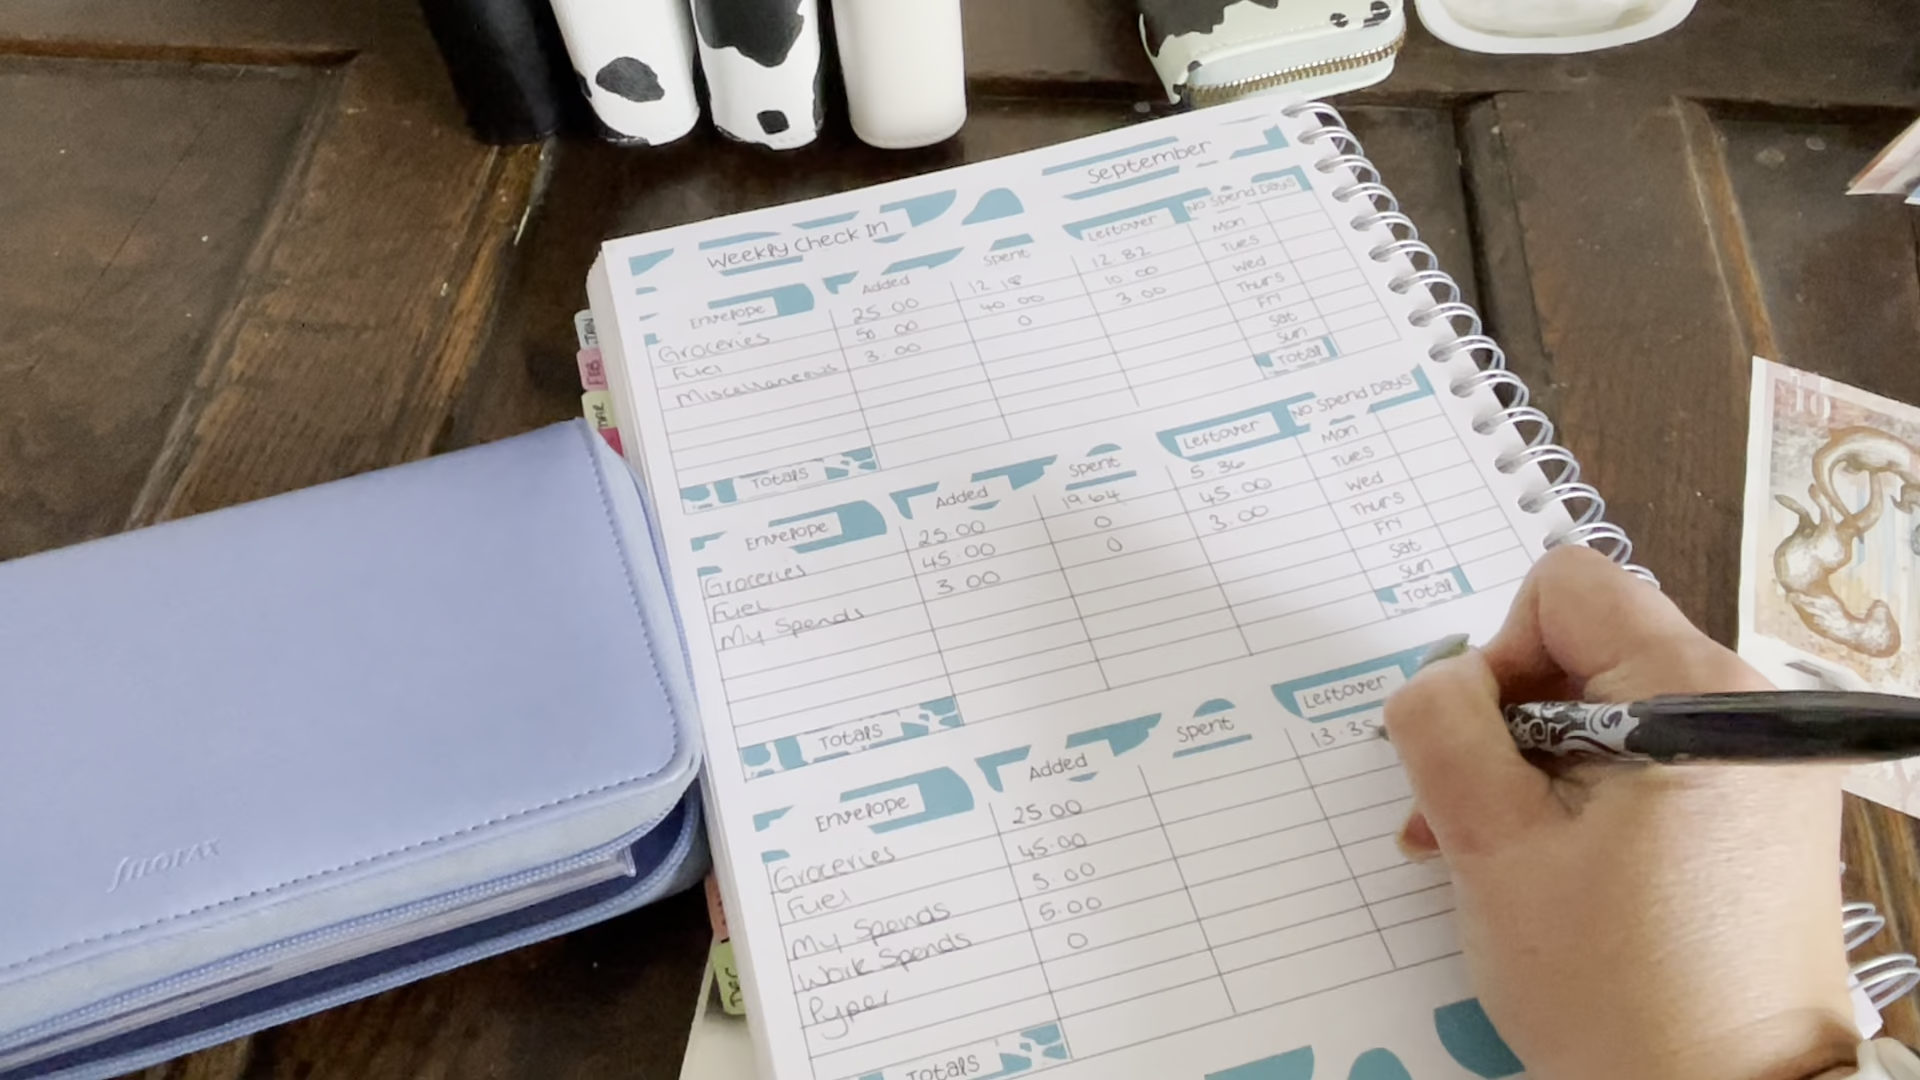 September
Weekly Check In
Envelope Added Spent Leftover No Spend Days
Groceries 25.00 12.18 12.82 Mon
Fuel 50.00 40.00 10.00 Tues
Miscellaneous 3.00 0 3.00 Wed
Thurs
Fri
Sat
Sun
Total
Totals
Envelope Added Spent Leftover No Spend Days
Groceries 25.00 19.64 5.36 Mon
Fuel 45.00 0 45.00 Tues
My Spends 3.00 0 3.00 Wed
Thurs
Fri
Sat
Sun
Total
Totals
Envelope Added Spent Leftover
Groceries 25.00 13.35
Fuel 45.00
My Spends 5.00
Work Spends 5.00
Pyper 0
Totals
JAN
FEB
MAR
filofax
10